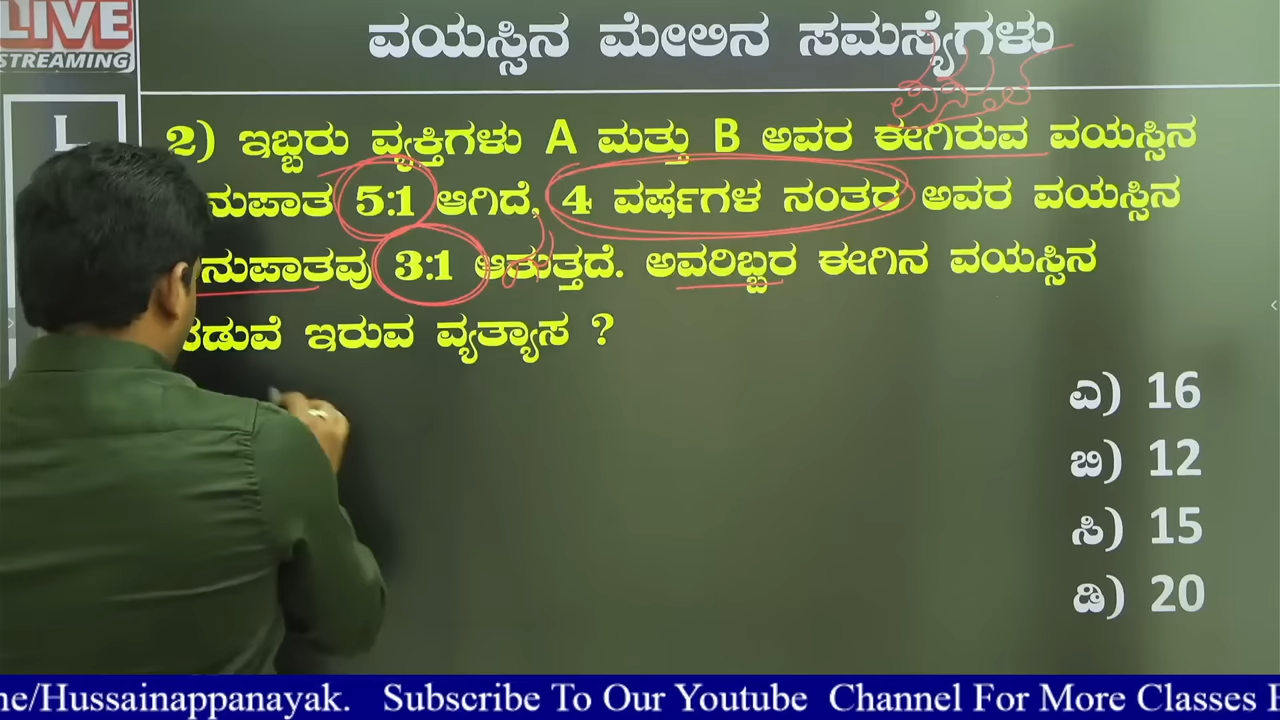 LIVE
STREAMING
ವಯಸ್ಸಿನ ಮೇಲಿನ ಸಮಸ್ಯೆಗಳು
2) ಇಬ್ಬರು ವ್ಯಕ್ತಿಗಳು A ಮತ್ತು B ಅವರ ಈಗಿರುವ ವಯಸ್ಸಿನ
ನುಪಾತ 5:1 ಆಗಿದೆ, 4 ವರ್ಷಗಳ ನಂತರ ಅವರ ವಯಸ್ಸಿನ
ನುಪಾತವು 3:1 ಆಗುತ್ತದೆ. ಅವರಿಬ್ಬರ ಈಗಿನ ವಯಸ್ಸಿನ
ನಡುವೆ ಇರುವ ವ್ಯತ್ಯಾಸ ?
ಎ) 16
ಬಿ) 12
ಸಿ) 15
ಡಿ) 20
ne/Hussainappanayak. Subscribe To Our Youtube Channel For More Classes